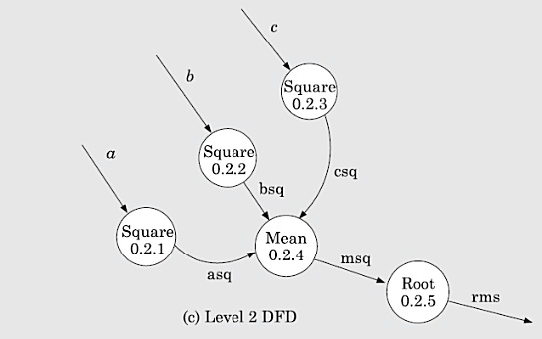 c
Square
0.2.3
b
Square
0.2.2
csq
bsq
a
Square
0.2.1
asq
Mean
0.2.4
msq
Root
0.2.5
rms
(c) Level 2 DFD